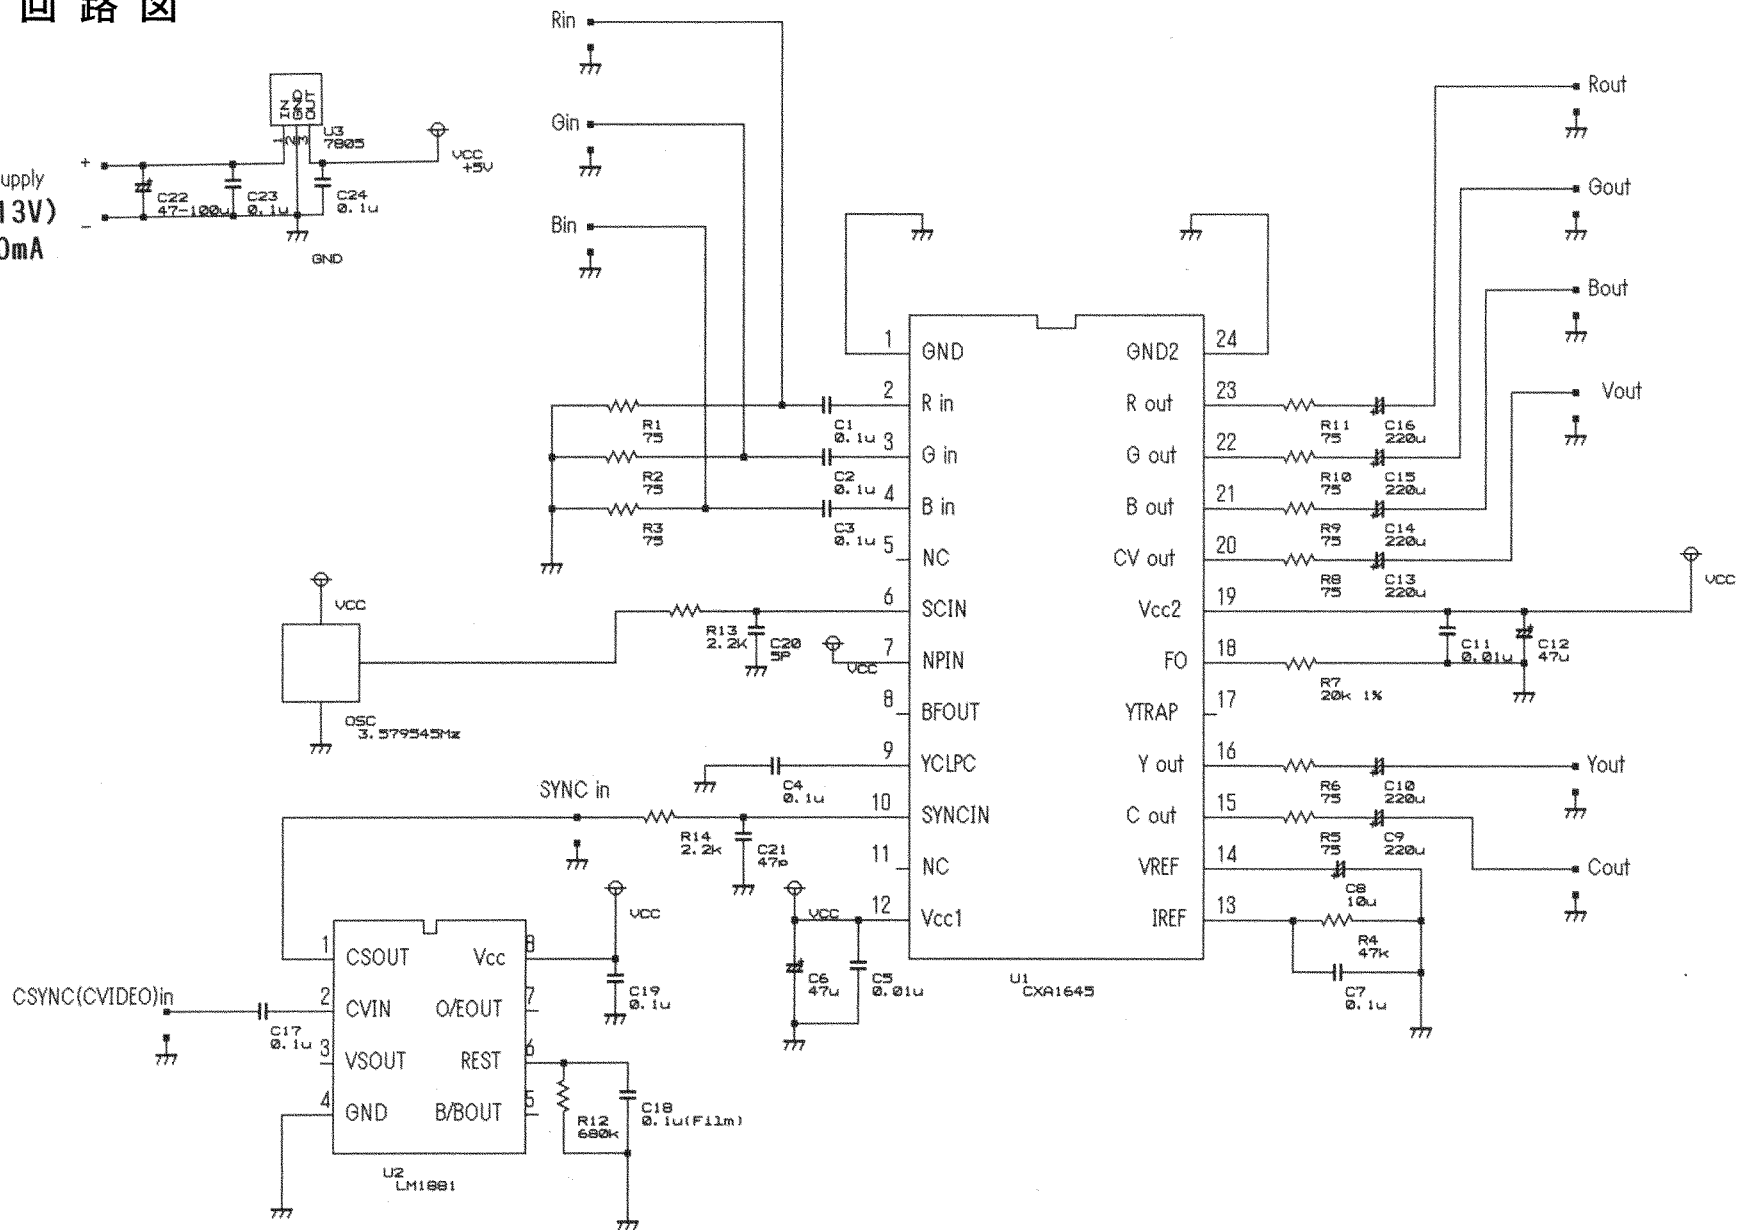 回路図
IN
GND
OUT
1
2
3
U3
7805
VCC
+5V
+
upply
13V)
0mA
−
C22
47-100u
C23
0.1u
C24
0.1u
GND
Rin
Gin
Bin
Rout
Gout
Bout
Vout
1 GND
2 R in
3 G in
4 B in
5 NC
6 SCIN
7 NPIN
8 BFOUT
9 YCLPC
10 SYNCIN
11 NC
12 Vcc1
GND2 24
R out 23
G out 22
B out 21
CV out 20
Vcc2 19
FO 18
YTRAP 17
Y out 16
C out 15
VREF 14
IREF 13
U1
CXA1645
R1
75
C1
0.1u
R2
75
C2
0.1u
R3
75
C3
0.1u
R11
75
C16
220u
R10
75
C15
220u
R9
75
C14
220u
R8
75
C13
220u
VCC
C11
0.01u
C12
47u
R7
20k 1%
VCC
OSC
3.579545Mz
R13
2.2k
C20
VCC
C4
0.1u
SYNC in
R14
2.2k
C21
47p
R6
75
C10
220u
Yout
R5
75
C9
220u
Cout
C8
10u
R4
47k
C7
0.1u
VCC
C6
47u
C5
0.01u
VCC
C19
0.1u
CSYNC(CVIDEO)in
C17
0.1u
1 CSOUT
2 CVIN
3 VSOUT
4 GND
Vcc 8
O/EOUT 7
REST 6
B/BOUT 5
R12
680k
C18
0.1u(Film)
U2
LM1881